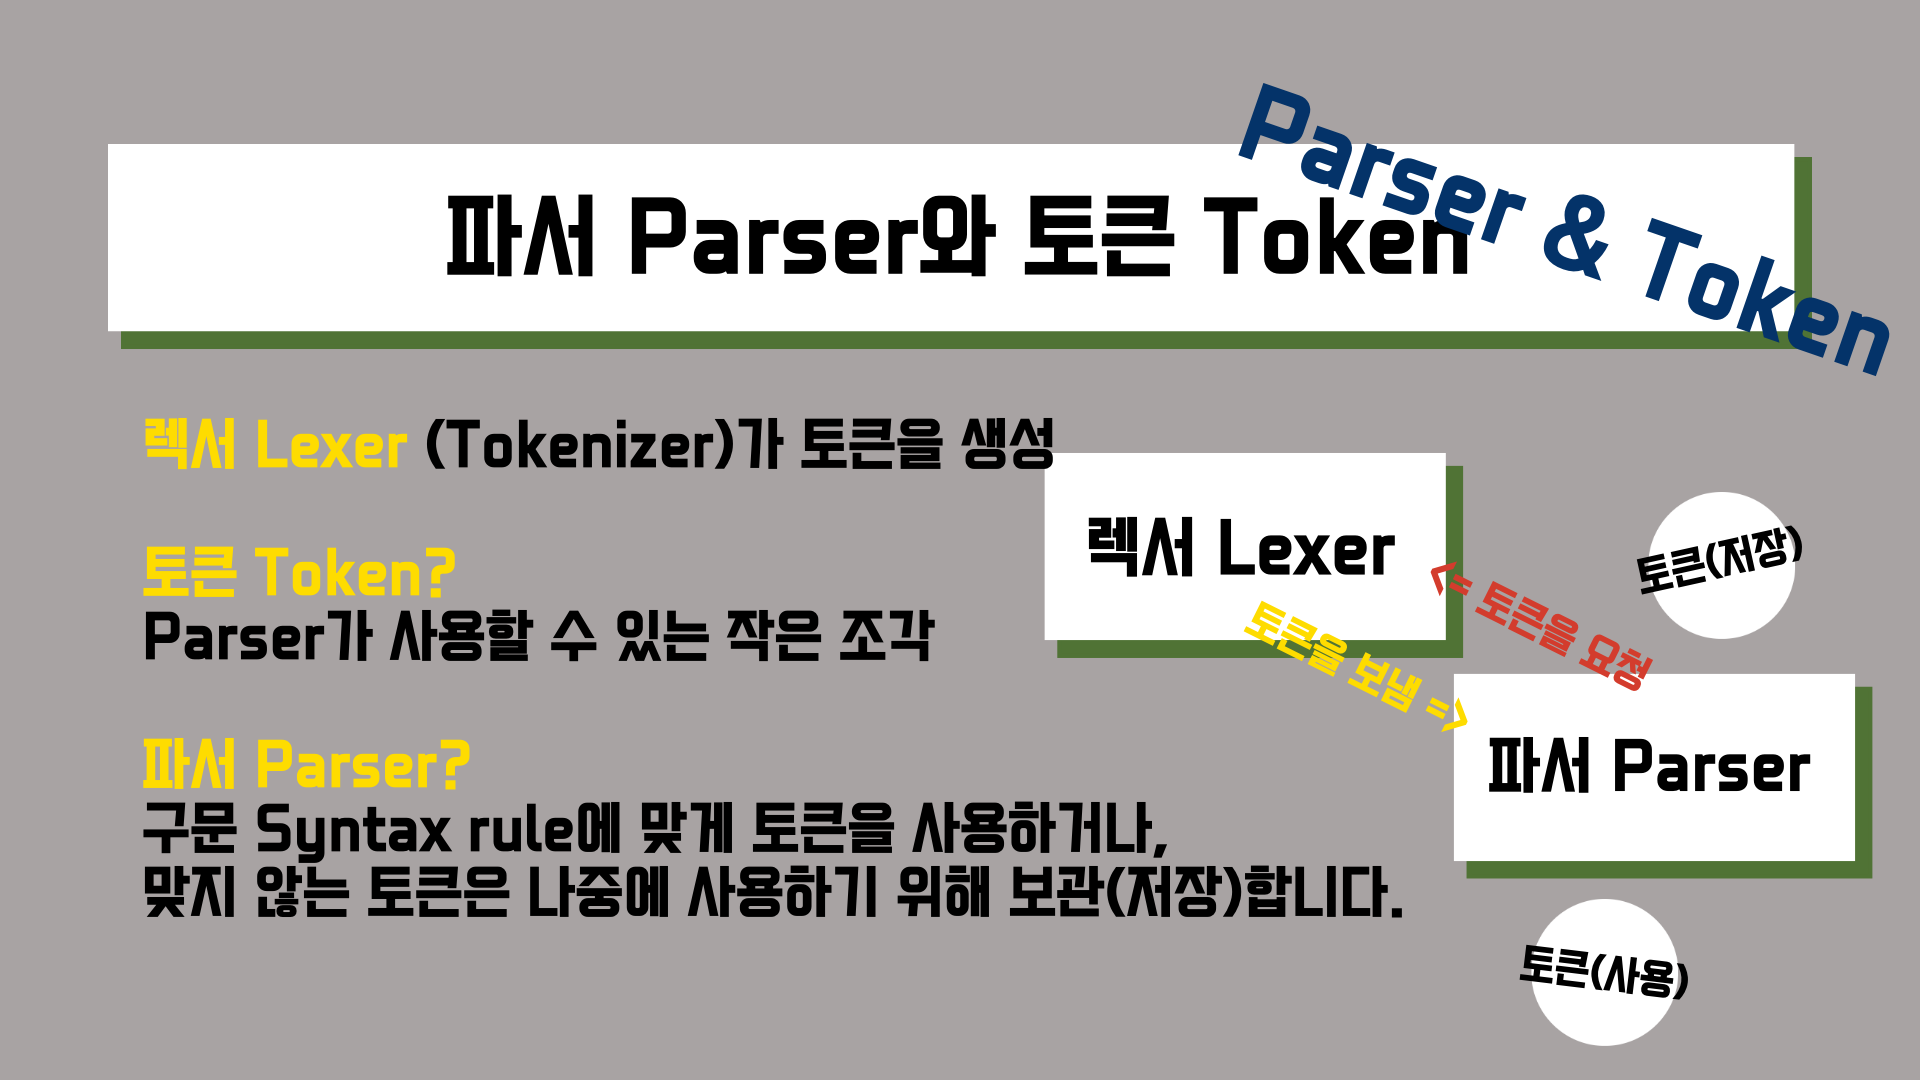 Parser & Token
파서 Parser와 토큰 Token
렉서 Lexer (Tokenizer)가 토큰을 생성
토큰 Token?
Parser가 사용할 수 있는 작은 조각
파서 Parser?
구문 Syntax rule에 맞게 토큰을 사용하거나,
맞지 않는 토큰은 나중에 사용하기 위해 보관(저장)합니다.
렉서 Lexer
토큰(저장)
<= 토큰을 요청
토큰을 보냄 =>
파서 Parser
토큰(사용)